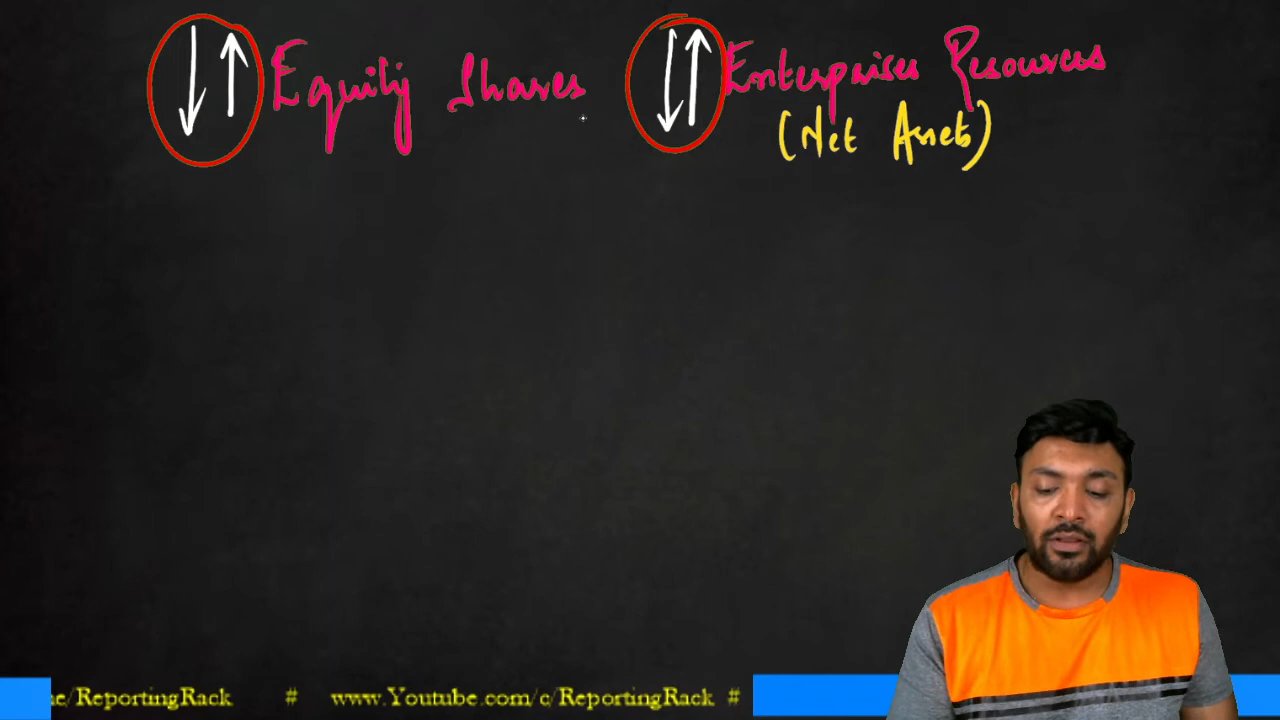 Equity Shares Enterprises Resources
(Net Assets)
ne/ReportingRack # www.Youtube.com/c/ReportingRack #